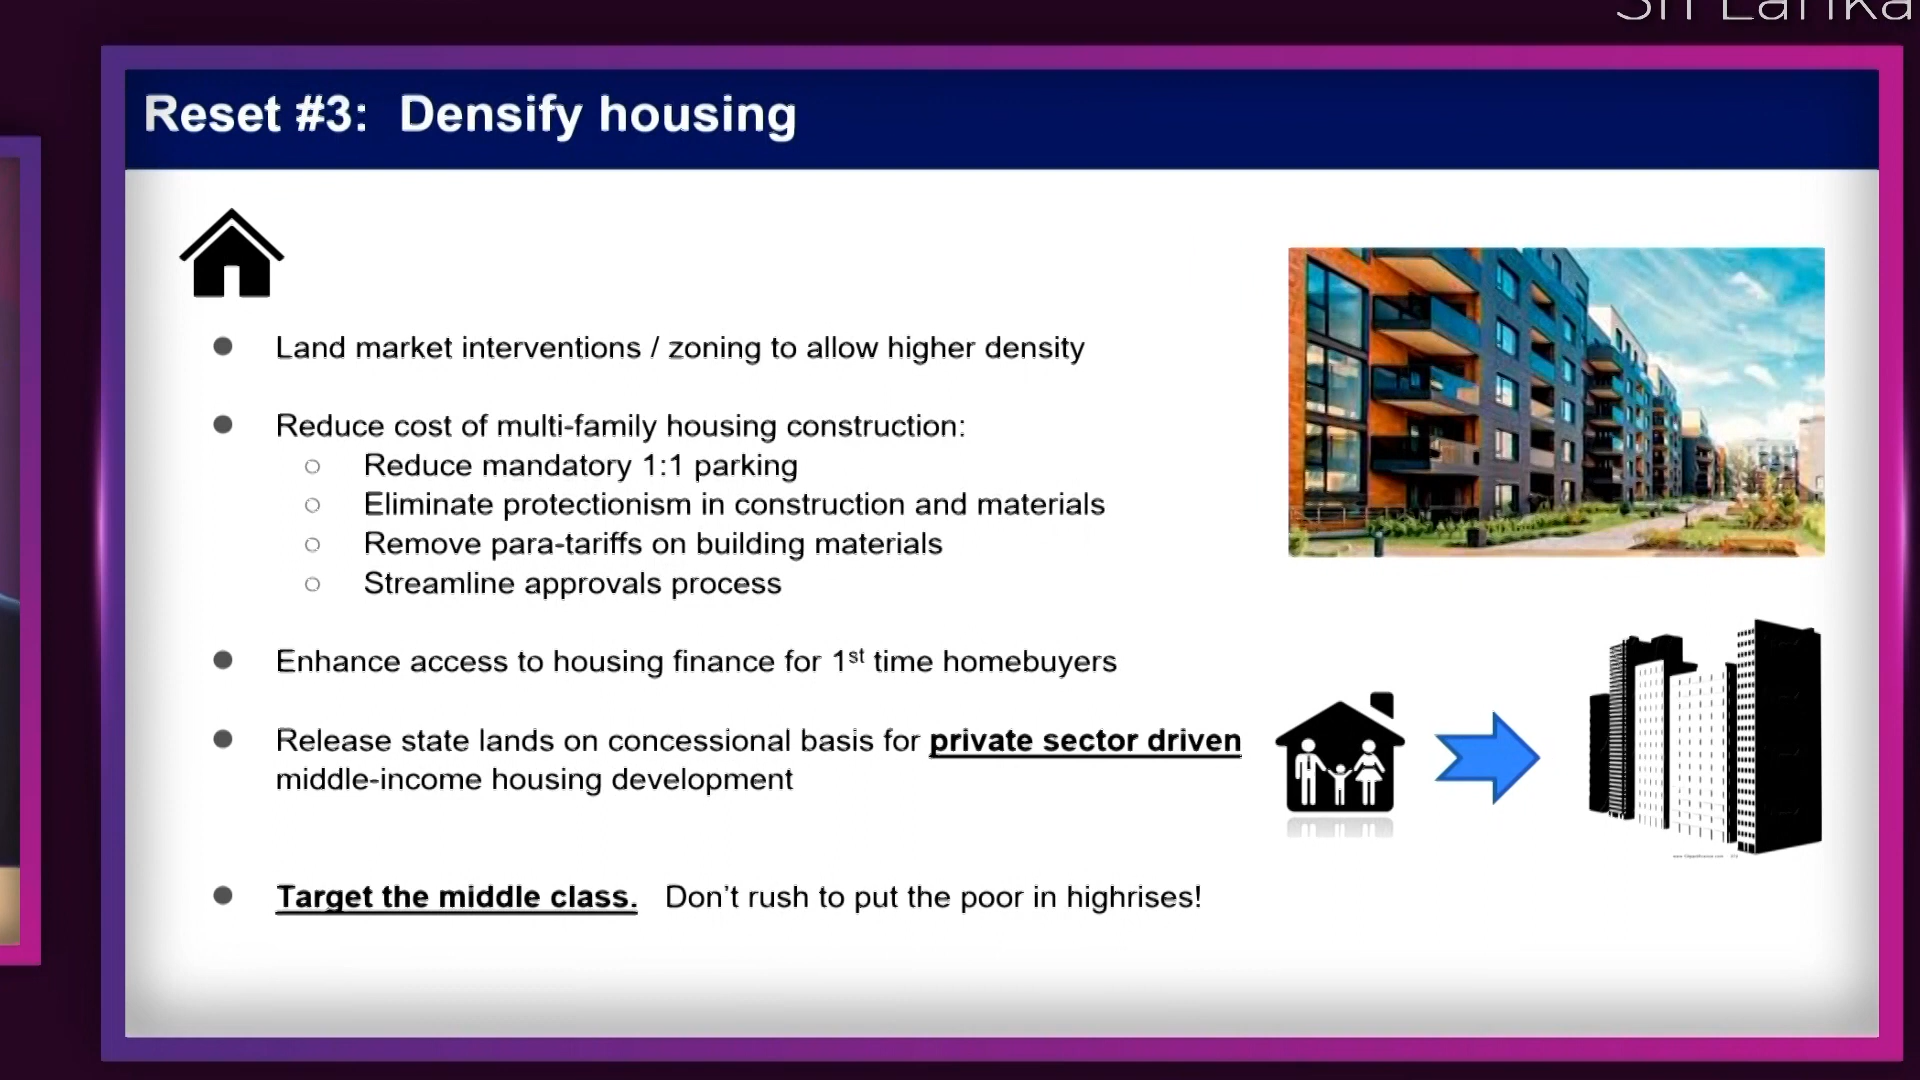 Sri Lanka
Reset #3: Densify housing
Land market interventions / zoning to allow higher density
Reduce cost of multi-family housing construction:
Reduce mandatory 1:1 parking
Eliminate protectionism in construction and materials
Remove para-tariffs on building materials
Streamline approvals process
Enhance access to housing finance for 1st time homebuyers
Release state lands on concessional basis for private sector driven
middle-income housing development
Target the middle class. Don’t rush to put the poor in highrises!